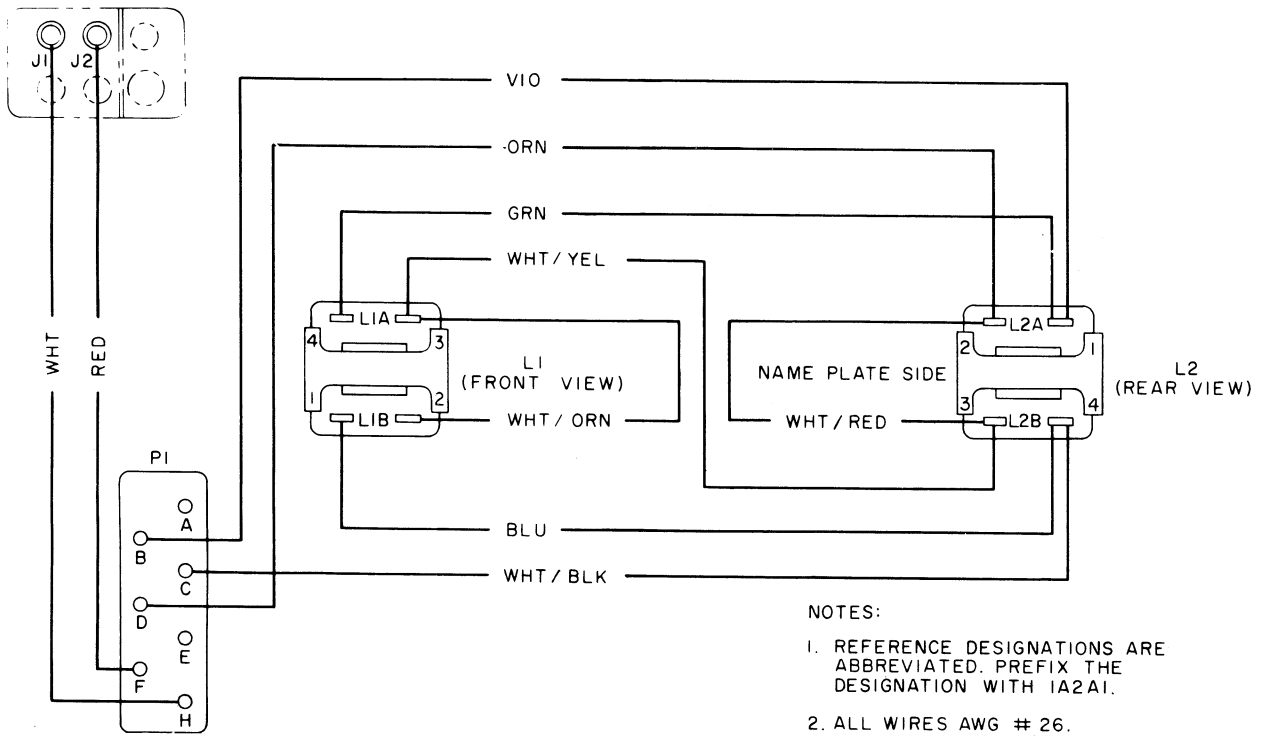 J1 J2
VIO
ORN
GRN
WHT/YEL
L1A
4 3
L1
(FRONT VIEW)
1 2
L1B
WHT/ORN
L2A
2 1
NAME PLATE SIDE
L2
(REAR VIEW)
3 4
WHT/RED
L2B
WHT
RED
P1
A
B
C
D
E
F
H
BLU
WHT/BLK
NOTES:
1. REFERENCE DESIGNATIONS ARE
ABBREVIATED. PREFIX THE
DESIGNATION WITH 1A2A1.
2. ALL WIRES AWG # 26.